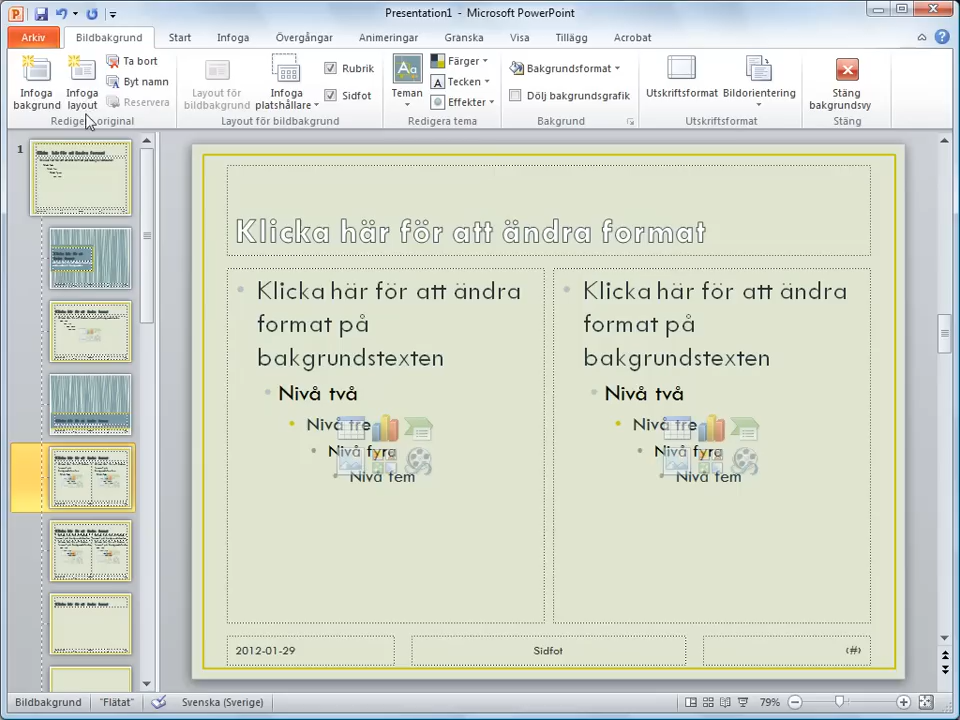 Presentation1 - Microsoft PowerPoint
Arkiv Bildbakgrund Start Infoga Övergångar Animeringar Granska Visa Tillägg Acrobat
Infoga bakgrund
Infoga layout
Ta bort
Byt namn
Reservera
Redigera original
Layout för bildbakgrund
Infoga platshållare
Rubrik
Sidfot
Layout för bildbakgrund
Teman
Färger
Tecken
Effekter
Redigera tema
Bakgrundsformat
Dölj bakgrundsgrafik
Bakgrund
Utskriftsformat
Bildorientering
Utskriftsformat
Stäng bakgrundsvy
Stäng
1
Klicka här för att ändra format
• Klicka här för att ändra
format på
bakgrundstexten
• Nivå två
• Nivå tre
• Nivå fyra
• Nivå fem
• Klicka här för att ändra
format på
bakgrundstexten
• Nivå två
• Nivå tre
• Nivå fyra
• Nivå fem
2012-01-29 Sidfot (#)
Bildbakgrund "Flätat" Svenska (Sverige) 79%